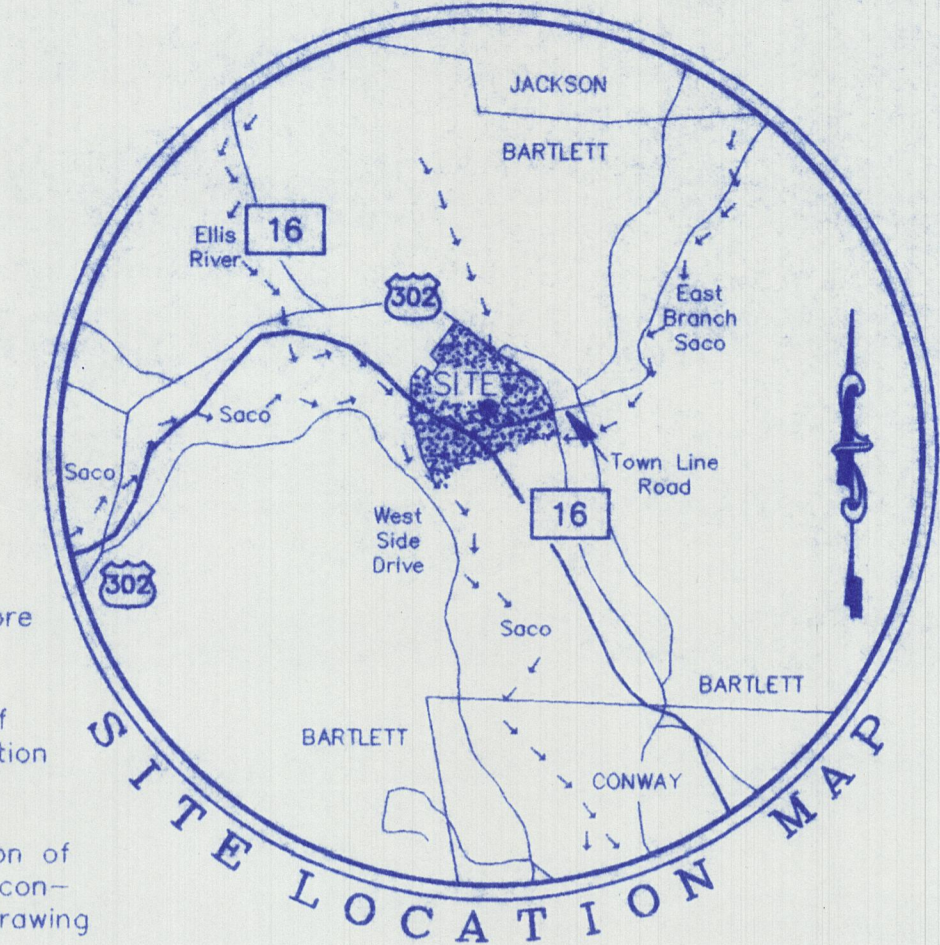 JACKSON
BARTLETT
16
Ellis
River
302
East
Branch
Saco
SITE
Saco
Saco
Town Line
Road
16
West
Side
Drive
302
Saco
BARTLETT
BARTLETT
CONWAY
ore
f
tion
on of
con-
rawing
SITE LOCATION MAP